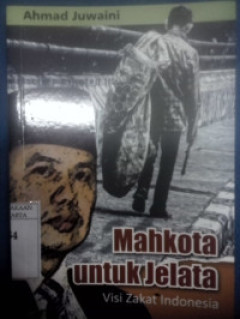 Ahmad Juwaini
Mahkota
untuk Jelata
Visi Zakat Indonesia